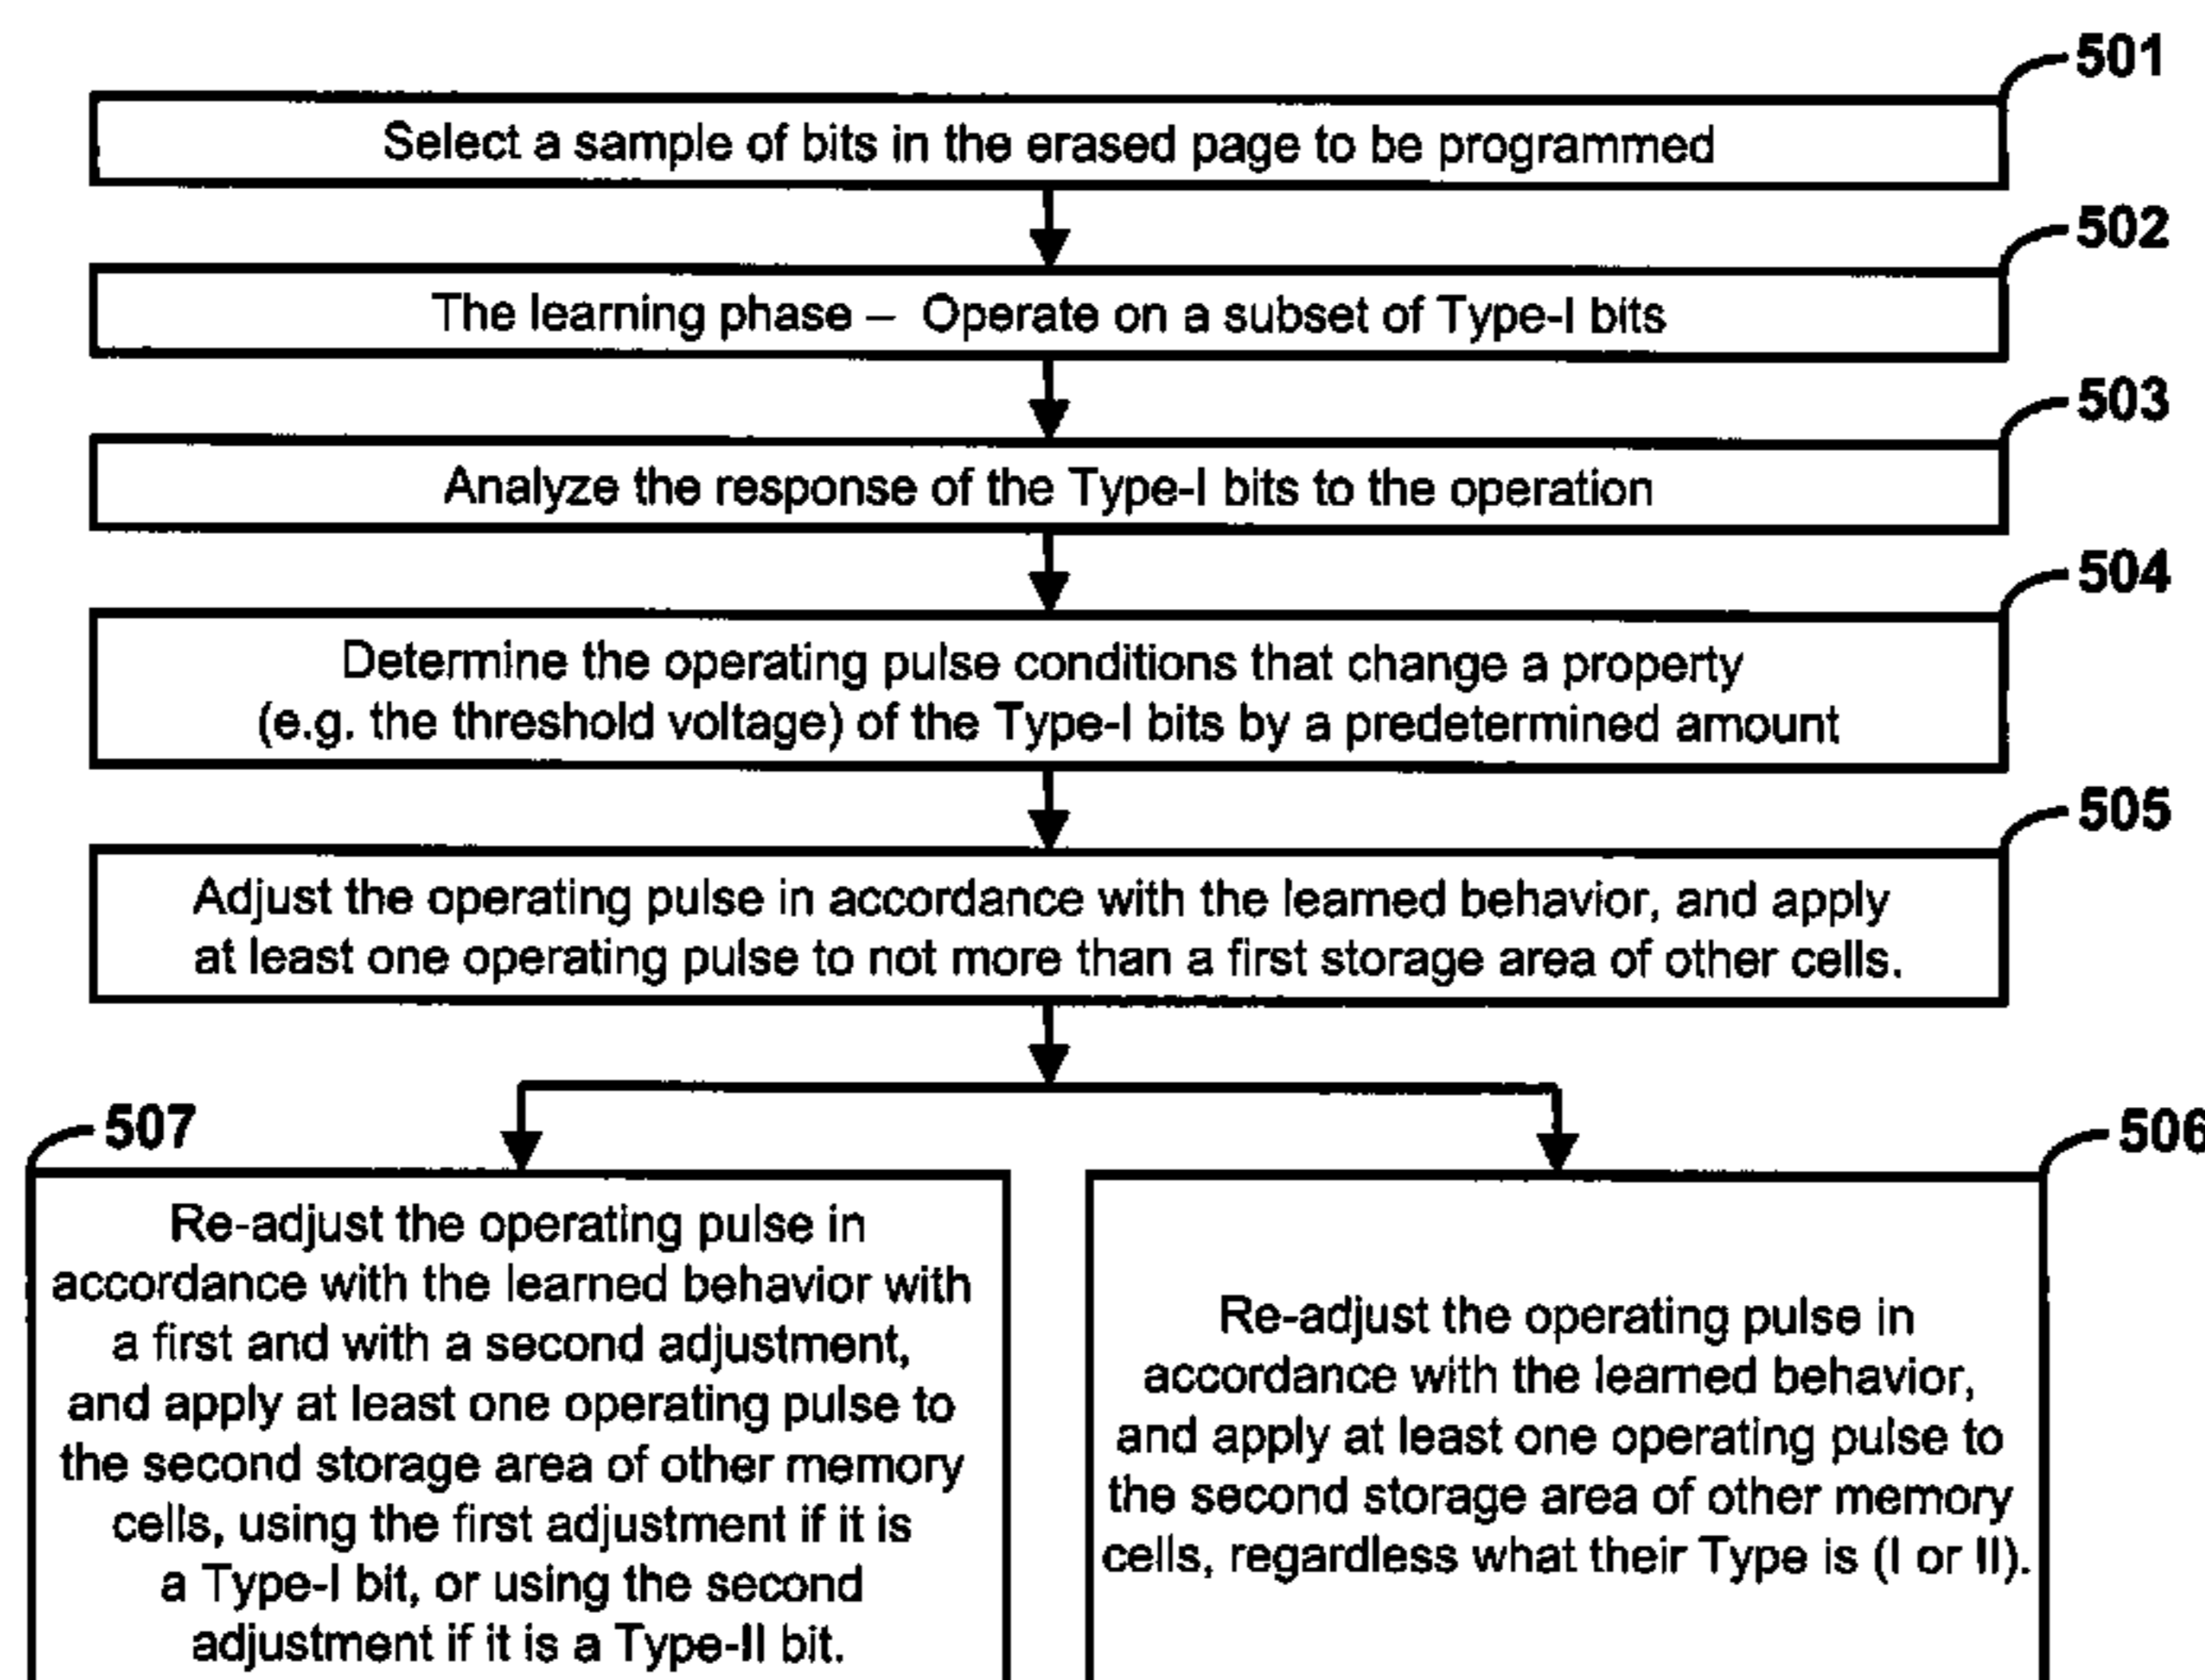 501
Select a sample of bits in the erased page to be programmed
502
The learning phase – Operate on a subset of Type-I bits
503
Analyze the response of the Type-I bits to the operation
504
Determine the operating pulse conditions that change a property
(e.g. the threshold voltage) of the Type-I bits by a predetermined amount
505
Adjust the operating pulse in accordance with the learned behavior, and apply
at least one operating pulse to not more than a first storage area of other cells.
507
Re-adjust the operating pulse in
accordance with the learned behavior with
a first and with a second adjustment,
and apply at least one operating pulse to
the second storage area of other memory
cells, using the first adjustment if it is
a Type-I bit, or using the second
adjustment if it is a Type-II bit.
506
Re-adjust the operating pulse in
accordance with the learned behavior,
and apply at least one operating pulse to
the second storage area of other memory
cells, regardless what their Type is (I or II).